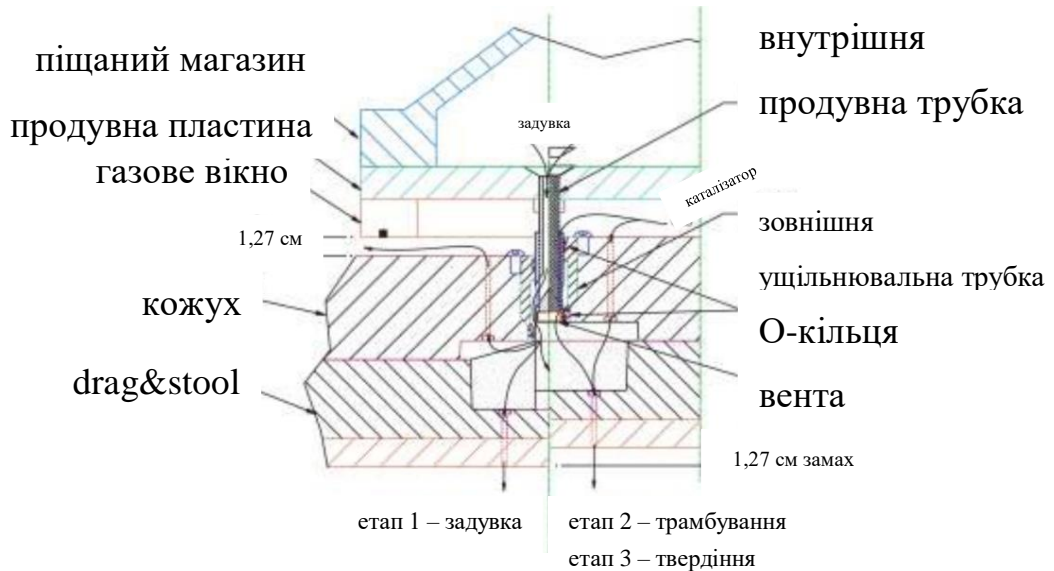 піщаний магазин
продувна пластина
газове вікно
1,27 см
кожух
drag&stool
задувка
каталізатор
внутрішня
продувна трубка
зовнішня
ущільнювальна трубка
О-кільця
вента
1,27 см замах
етап 1 – задувка
етап 2 – трамбування
етап 3 – твердіння